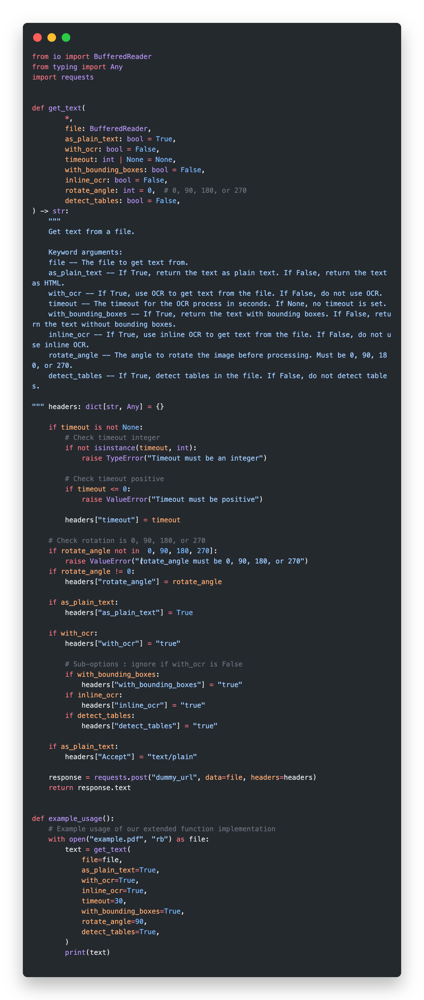 from io import BufferedReader
from typing import Any
import requests


def get_text(
        *,
        file: BufferedReader,
        as_plain_text: bool = True,
        with_ocr: bool = False,
        timeout: int | None = None,
        with_bounding_boxes: bool = False,
        inline_ocr: bool = False,
        rotate_angle: int = 0,  # 0, 90, 180, or 270
        detect_tables: bool = False,
) -> str:
    """
    Get text from a file.

    Keyword arguments:
    file -- The file to get text from.
    as_plain_text -- If True, return the text as plain text. If False, return the text
as HTML.
    with_ocr -- If True, use OCR to get text from the file. If False, do not use OCR.
    timeout -- The timeout for the OCR process in seconds. If None, no timeout is set.
    with_bounding_boxes -- If True, return the text with bounding boxes. If False, retu
rn the text without bounding boxes.
    inline_ocr -- If True, use inline OCR to get text from the file. If False, do not u
se inline OCR.
    rotate_angle -- The angle to rotate the image before processing. Must be 0, 90, 18
0, or 270.
    detect_tables -- If True, detect tables in the file. If False, do not detect table
s.

""" headers: dict[str, Any] = {}

    if timeout is not None:
        # Check timeout integer
        if not isinstance(timeout, int):
            raise TypeError("Timeout must be an integer")

        # Check timeout positive
        if timeout <= 0:
            raise ValueError("Timeout must be positive")

        headers["timeout"] = timeout

    # Check rotation is 0, 90, 180, or 270
    if rotate_angle not in  0, 90, 180, 270]:
        raise ValueError("[rotate_angle must be 0, 90, 180, or 270")
    if rotate_angle != 0:
        headers["rotate_angle"] = rotate_angle

    if as_plain_text:
        headers["as_plain_text"] = True

    if with_ocr:
        headers["with_ocr"] = "true"

        # Sub-options : ignore if with_ocr is False
        if with_bounding_boxes:
            headers["with_bounding_boxes"] = "true"
        if inline_ocr:
            headers["inline_ocr"] = "true"
        if detect_tables:
            headers["detect_tables"] = "true"

    if as_plain_text:
        headers["Accept"] = "text/plain"

    response = requests.post("dummy_url", data=file, headers=headers)
    return response.text


def example_usage():
    # Example usage of our extended function implementation
    with open("example.pdf", "rb") as file:
        text = get_text(
            file=file,
            as_plain_text=True,
            with_ocr=True,
            inline_ocr=True,
            timeout=30,
            with_bounding_boxes=True,
            rotate_angle=90,
            detect_tables=True,
        )
        print(text)